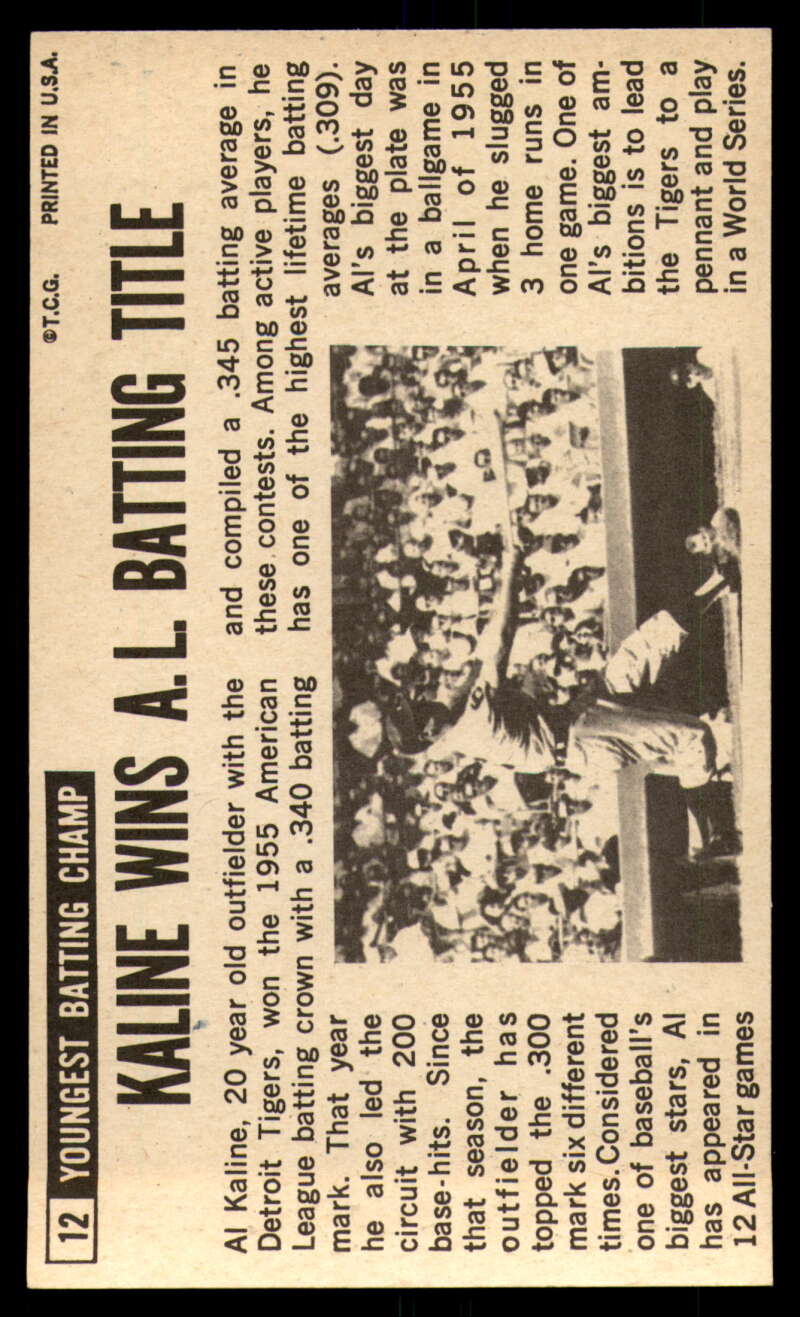 12 YOUNGEST BATTING CHAMP
©T.C.G. PRINTED IN U.S.A.
KALINE WINS A.L. BATTING TITLE
Al Kaline, 20 year old outfielder with the
Detroit Tigers, won the 1955 American
League batting crown with a .340 batting
mark. That year
he also led the
circuit with 200
base-hits. Since
that season, the
outfielder has
topped the .300
mark six different
times. Considered
one of baseball's
biggest stars, Al
has appeared in
12 All-Star games
and compiled a .345 batting average in
these contests. Among active players, he
has one of the highest lifetime batting
averages (.309).
Al's biggest day
at the plate was
in a ballgame in
April of 1955
when he slugged
3 home runs in
one game. One of
Al's biggest am-
bitions is to lead
the Tigers to a
pennant and play
in a World Series.